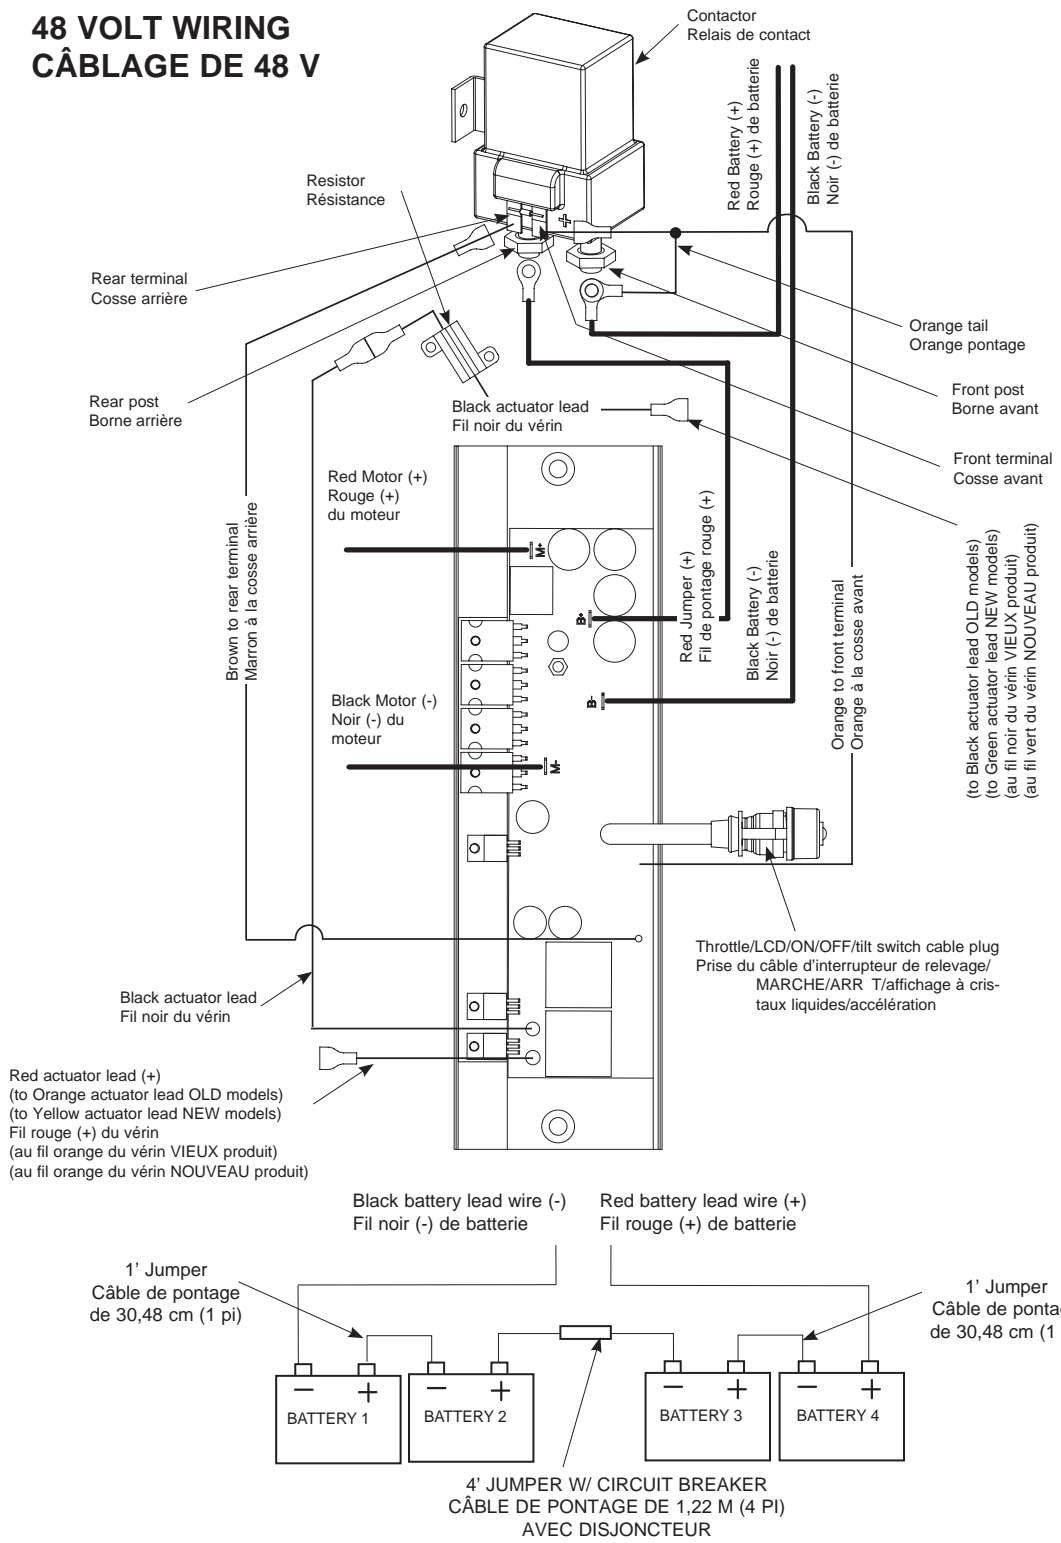 48 VOLT WIRING
CÂBLAGE DE 48 V
Contactor
Relais de contact
Red Battery (+)
Rouge (+) de batterie
Black Battery (-)
Noir (-) de batterie
Resistor
Résistance
+
Rear terminal
Cosse arrière
Orange tail
Orange pontage
Rear post
Borne arrière
Black actuator lead
Fil noir du vérin
Front post
Borne avant
Front terminal
Cosse avant
Red Motor (+)
Rouge (+)
du moteur
Brown to rear terminal
Marron à la cosse arrière
M+
B+
Red Jumper (+)
Fil de pontage rouge (+)
Black Battery (-)
Noir (-) de batterie
Orange to front terminal
Orange à la cosse avant
(to Black actuator lead OLD models)
(to Green actuator lead NEW models)
(au fil noir du vérin VIEUX produit)
(au fil vert du vérin NOUVEAU produit)
Black Motor (-)
Noir (-) du
moteur
B-
M-
Throttle/LCD/ON/OFF/tilt switch cable plug
Prise du câble d'interrupteur de relevage/
MARCHE/ARR T/affichage à cris-
taux liquides/accélération
Black actuator lead
Fil noir du vérin
Red actuator lead (+)
(to Orange actuator lead OLD models)
(to Yellow actuator lead NEW models)
Fil rouge (+) du vérin
(au fil orange du vérin VIEUX produit)
(au fil orange du vérin NOUVEAU produit)
Black battery lead wire (-)
Fil noir (-) de batterie
Red battery lead wire (+)
Fil rouge (+) de batterie
1' Jumper
Câble de pontage
de 30,48 cm (1 pi)
1' Jumper
Câble de ponta
de 30,48 cm (1
− +
BATTERY 1
− +
BATTERY 2
− +
BATTERY 3
− +
BATTERY 4
4' JUMPER W/ CIRCUIT BREAKER
CÂBLE DE PONTAGE DE 1,22 M (4 PI)
AVEC DISJONCTEUR